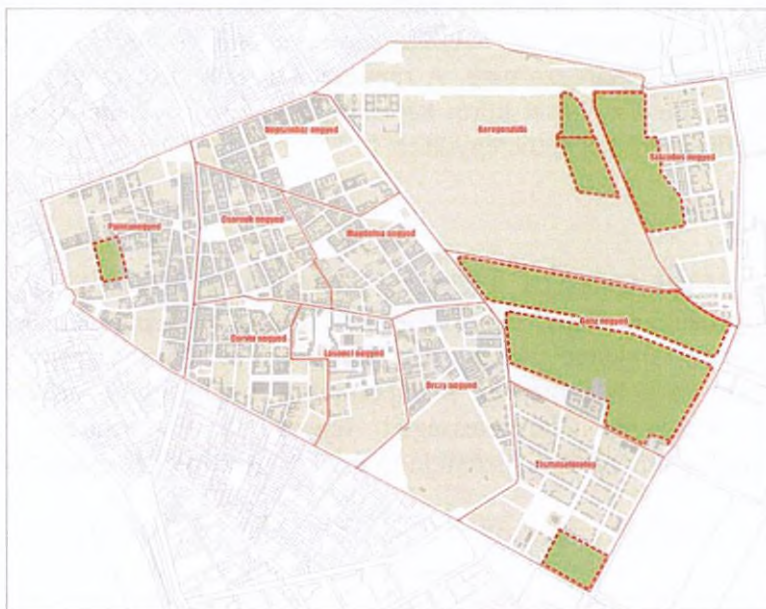 Népszínház negyed
Kerepesdűlő
Százados negyed
Palotanegyed
Csarnok negyed
Magdolna negyed
Ganz negyed
Corvin negyed
Losonci negyed
Orczy negyed
Tisztviselőtelep